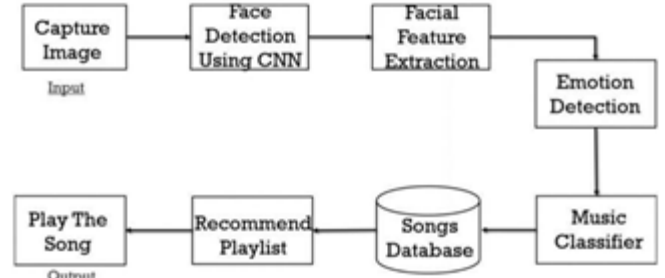 Capture
Image
Input
Face
Detection
Using CNN
Facial
Feature
Extraction
Emotion
Detection
Music
Classifier
Songs
Database
Recommend
Playlist
Play The
Song
Output